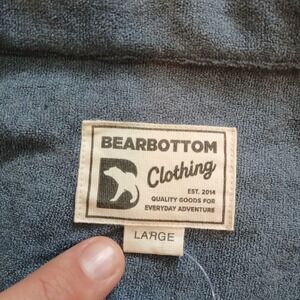 BEARBOTTOM
Clothing
EST. 2014
QUALITY GOODS FOR
EVERYDAY ADVENTURE
LARGE